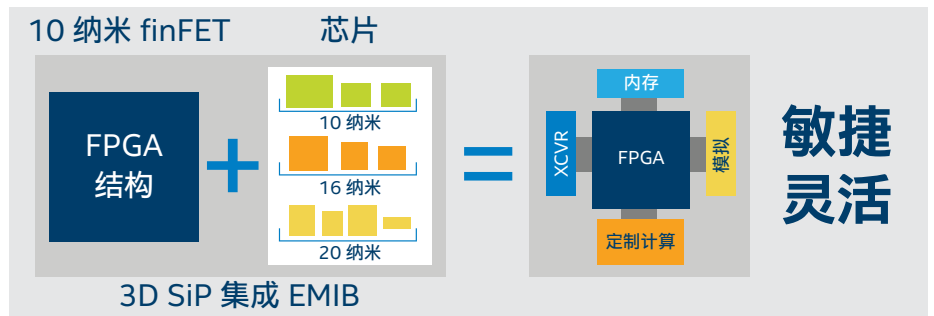 10 纳米 finFET
芯片
FPGA
结构
+
10 纳米
16 纳米
20 纳米
=
内存
XCVR
FPGA
模拟
定制计算
敏捷
灵活
3D SiP 集成 EMIB